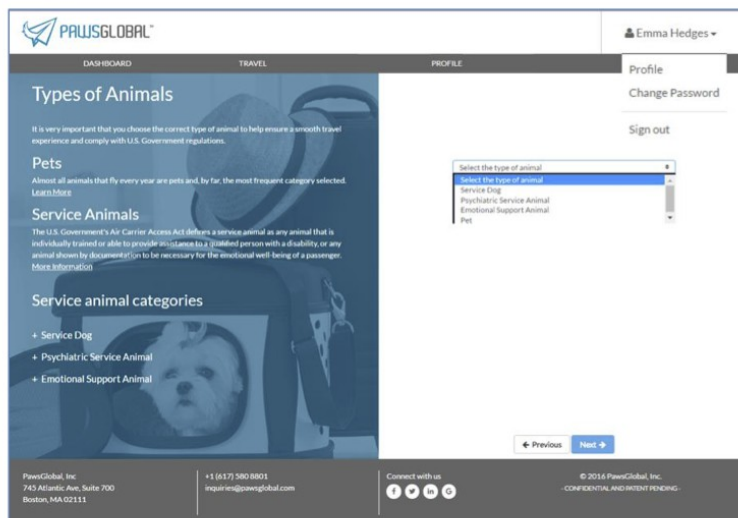 PAWSGLOBAL™
Emma Hedges
DASHBOARD
TRAVEL
PROFILE
Profile
Change Password
Sign out
Types of Animals
It is very important that you choose the correct type of animal to help ensure a smooth travel
experience and comply with U.S. Government regulations.
Pets
Almost all animals that fly every year are pets and, by far, the most frequent category selected.
Learn More
Service Animals
The U.S. Government's Air Carrier Access Act defines a service animal as any animal that is
individually trained or able to provide assistance to a qualified person with a disability, or any
animal shown by documentation to be necessary for the emotional well-being of a passenger.
More Information
Service animal categories
+ Service Dog
+ Psychiatric Service Animal
+ Emotional Support Animal
Select the type of animal
Select the type of animal
Service Dog
Psychiatric Service Animal
Emotional Support Animal
Pet
← Previous
Next →
PawsGlobal, Inc
745 Atlantic Ave, Suite 700
Boston, MA 02111
+1 (617) 580 8801
inquiries@pawsglobal.com
Connect with us
© 2016 PawsGlobal, Inc.
- CONFIDENTIAL AND PATENT PENDING -